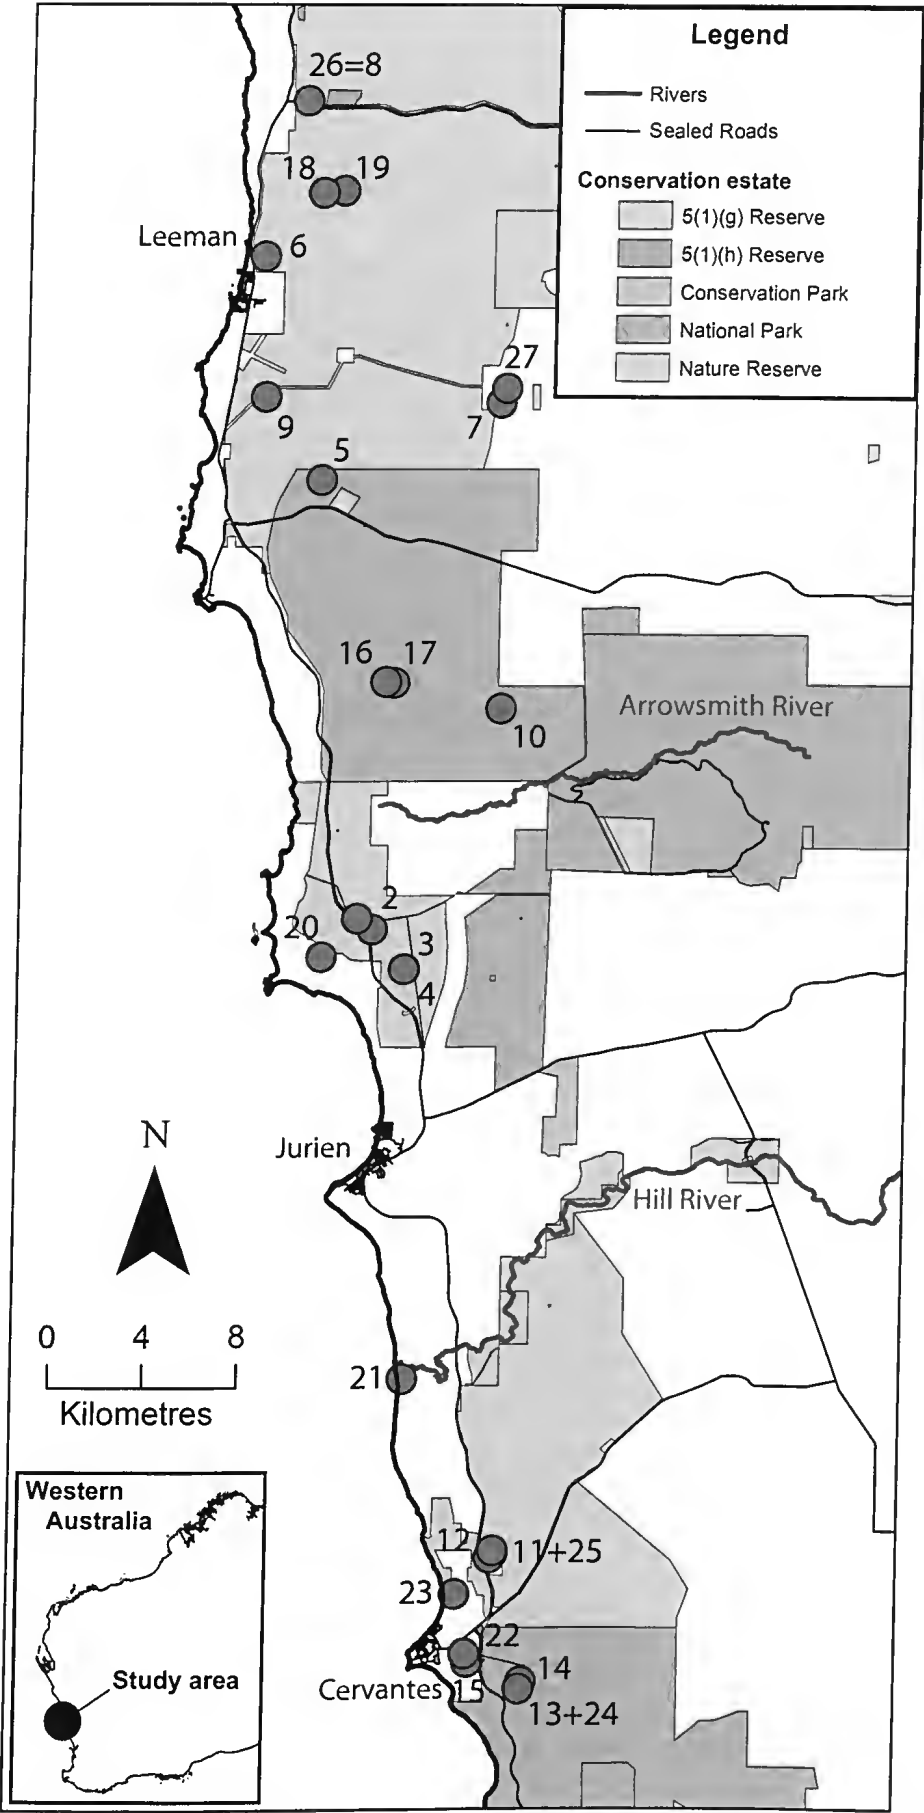 Legend
Rivers
Sealed Roads
Conservation estate
5(1)(g) Reserve
5(1)(h) Reserve
Conservation Park
National Park
Nature Reserve
26=8
18 19
Leeman
6
27
9
7
5
16 17
10
Arrowsmith River
2
20
3
4
N
Jurien
Hill River
0 4 8
Kilometres
21
Western
Australia
Study area
12
11+25
23
22
Cervantes
15
14
13+24